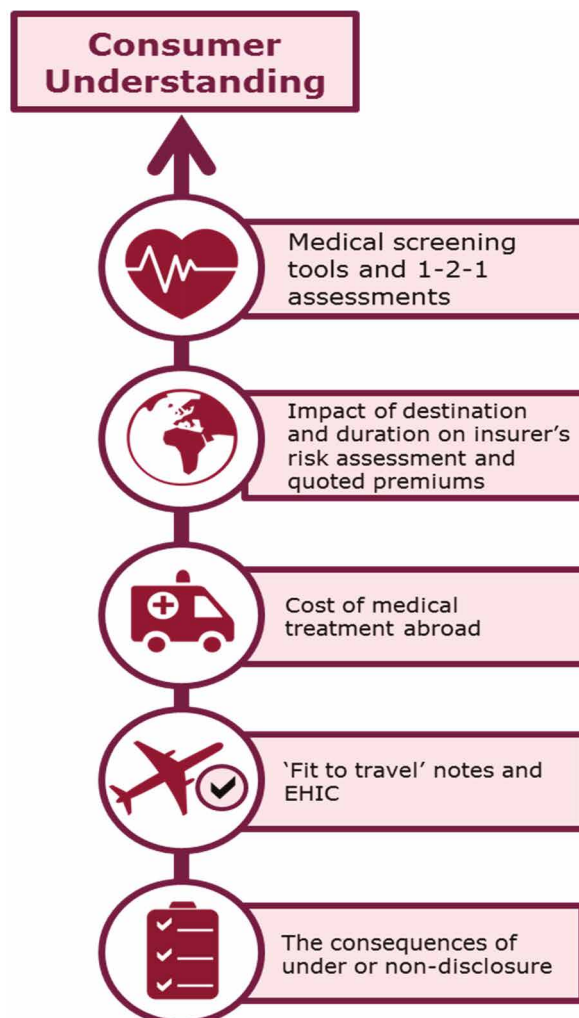 Consumer
Understanding
Medical screening
tools and 1-2-1
assessments
Impact of destination
and duration on insurer’s
risk assessment and
quoted premiums
Cost of medical
treatment abroad
‘Fit to travel’ notes and
EHIC
The consequences of
under or non-disclosure